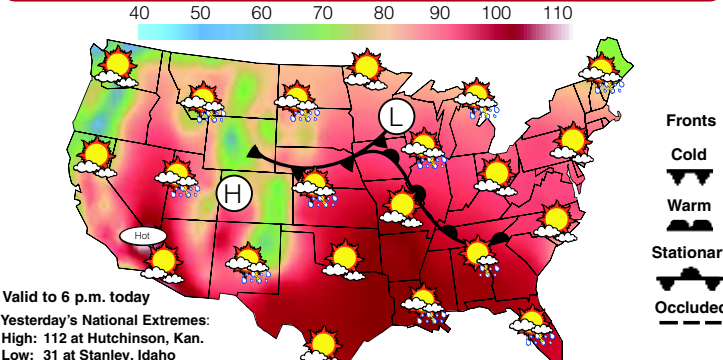 40 50 60 70 80 90 100 110
L
H
Hot
Fronts
Cold
Warm
Stationar
Occluded
Valid to 6 p.m. today
Yesterday's National Extremes:
High: 112 at Hutchinson, Kan.
Low: 31 at Stanley, Idaho